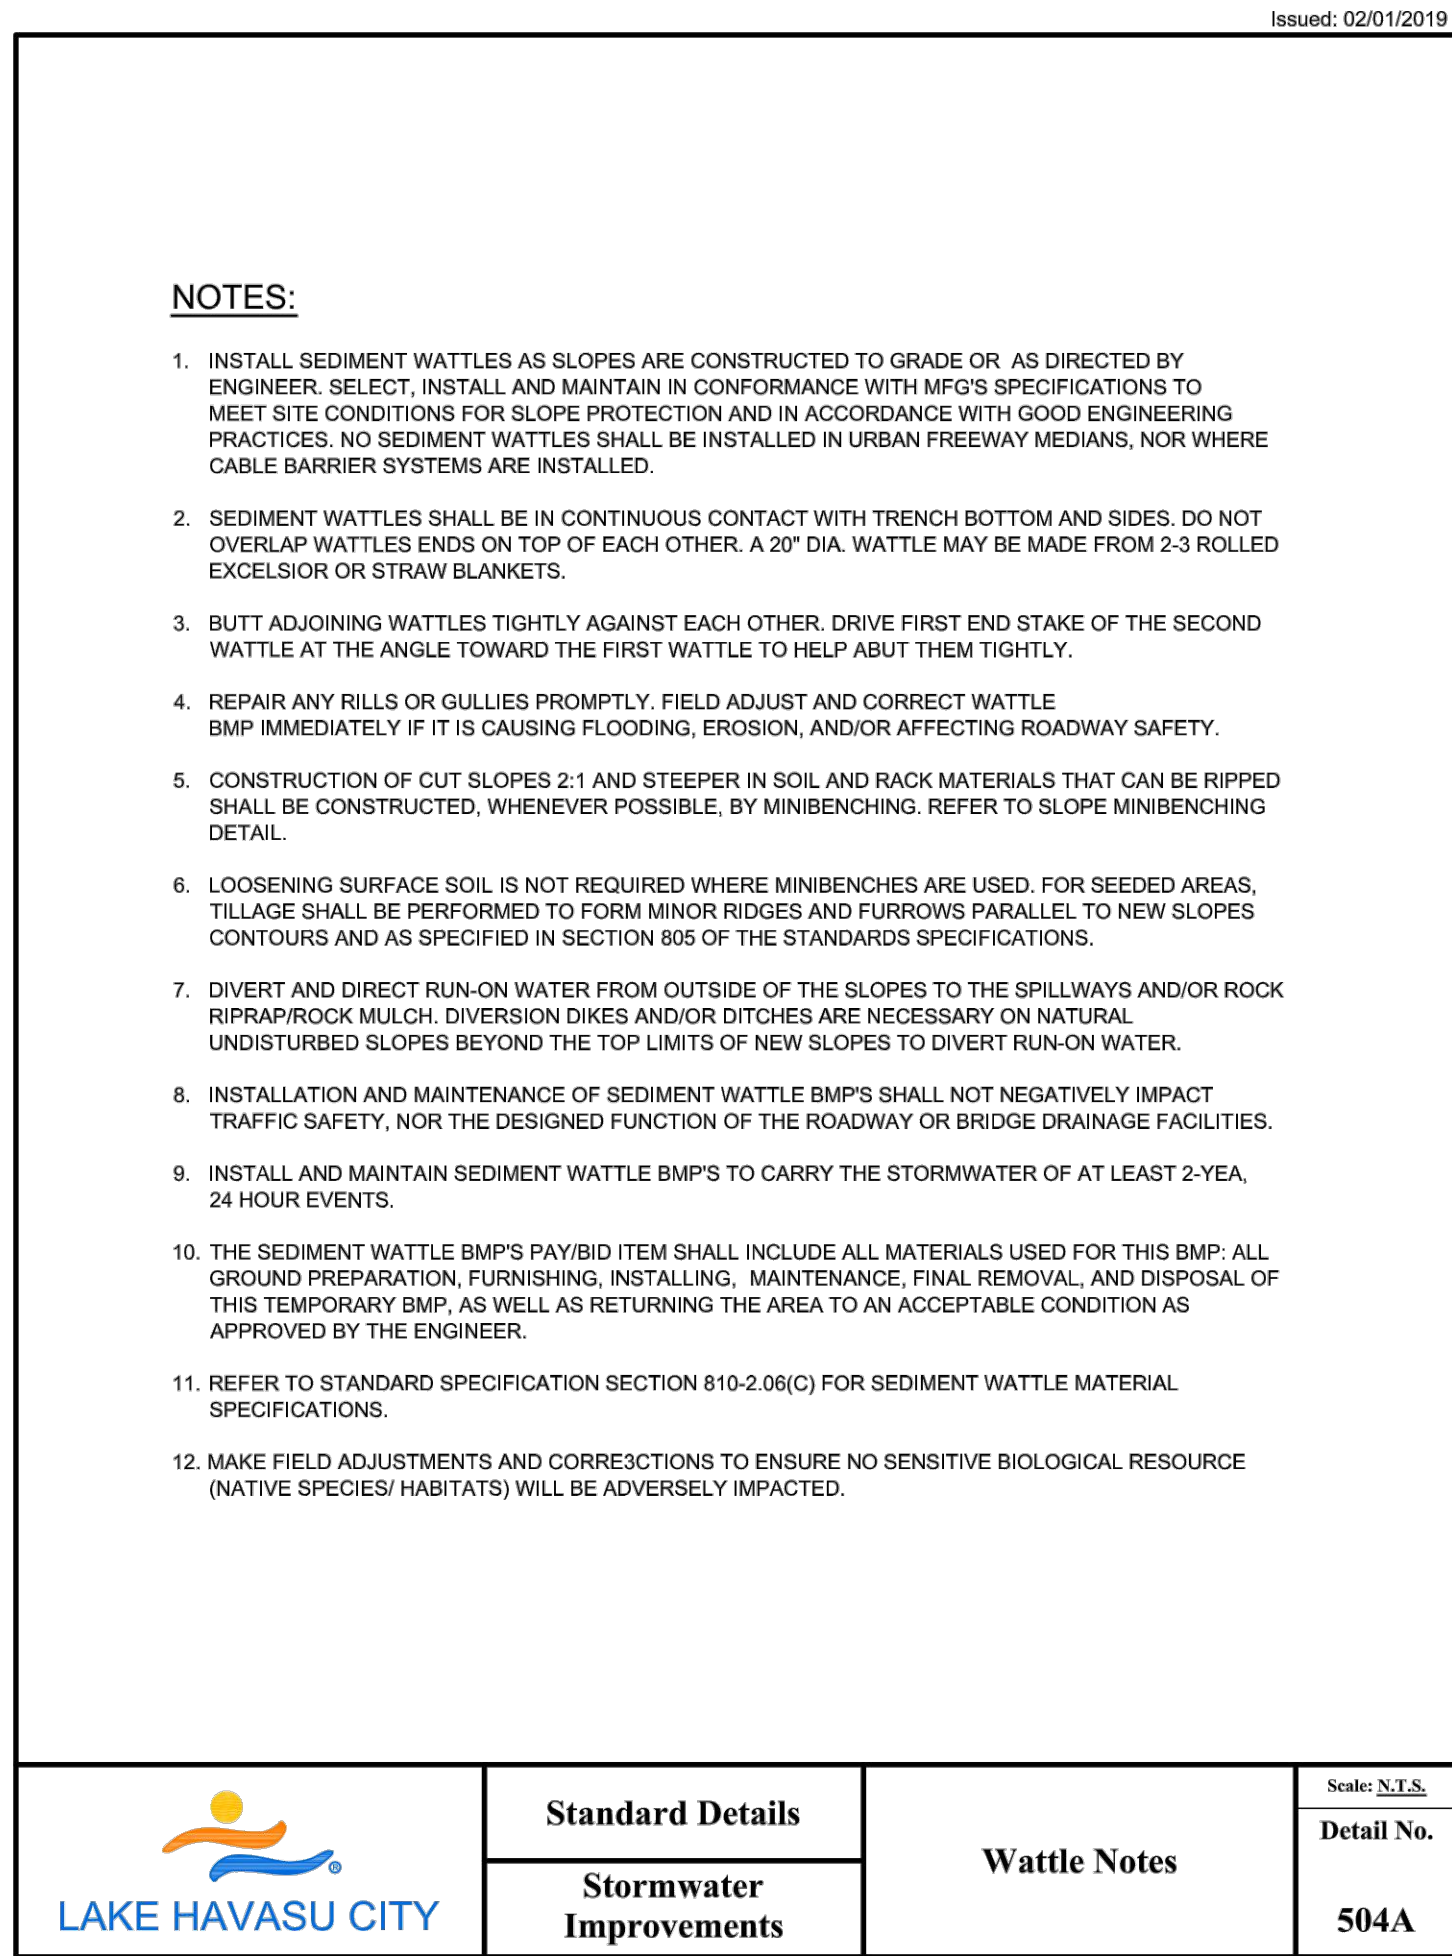 Issued: 02/01/2019
NOTES:
1. INSTALL SEDIMENT WATTLES AS SLOPES ARE CONSTRUCTED TO GRADE OR AS DIRECTED BY
ENGINEER. SELECT, INSTALL AND MAINTAIN IN CONFORMANCE WITH MFG'S SPECIFICATIONS TO
MEET SITE CONDITIONS FOR SLOPE PROTECTION AND IN ACCORDANCE WITH GOOD ENGINEERING
PRACTICES. NO SEDIMENT WATTLES SHALL BE INSTALLED IN URBAN FREEWAY MEDIANS, NOR WHERE
CABLE BARRIER SYSTEMS ARE INSTALLED.
2. SEDIMENT WATTLES SHALL BE IN CONTINUOUS CONTACT WITH TRENCH BOTTOM AND SIDES. DO NOT
OVERLAP WATTLES ENDS ON TOP OF EACH OTHER. A 20" DIA. WATTLE MAY BE MADE FROM 2-3 ROLLED
EXCELSIOR OR STRAW BLANKETS.
3. BUTT ADJOINING WATTLES TIGHTLY AGAINST EACH OTHER. DRIVE FIRST END STAKE OF THE SECOND
WATTLE AT THE ANGLE TOWARD THE FIRST WATTLE TO HELP ABUT THEM TIGHTLY.
4. REPAIR ANY RILLS OR GULLIES PROMPTLY. FIELD ADJUST AND CORRECT WATTLE
BMP IMMEDIATELY IF IT IS CAUSING FLOODING, EROSION, AND/OR AFFECTING ROADWAY SAFETY.
5. CONSTRUCTION OF CUT SLOPES 2:1 AND STEEPER IN SOIL AND RACK MATERIALS THAT CAN BE RIPPED
SHALL BE CONSTRUCTED, WHENEVER POSSIBLE, BY MINIBENCHING. REFER TO SLOPE MINIBENCHING
DETAIL.
6. LOOSENING SURFACE SOIL IS NOT REQUIRED WHERE MINIBENCHES ARE USED. FOR SEEDED AREAS,
TILLAGE SHALL BE PERFORMED TO FORM MINOR RIDGES AND FURROWS PARALLEL TO NEW SLOPES
CONTOURS AND AS SPECIFIED IN SECTION 805 OF THE STANDARDS SPECIFICATIONS.
7. DIVERT AND DIRECT RUN-ON WATER FROM OUTSIDE OF THE SLOPES TO THE SPILLWAYS AND/OR ROCK
RIPRAP/ROCK MULCH. DIVERSION DIKES AND/OR DITCHES ARE NECESSARY ON NATURAL
UNDISTURBED SLOPES BEYOND THE TOP LIMITS OF NEW SLOPES TO DIVERT RUN-ON WATER.
8. INSTALLATION AND MAINTENANCE OF SEDIMENT WATTLE BMP'S SHALL NOT NEGATIVELY IMPACT
TRAFFIC SAFETY, NOR THE DESIGNED FUNCTION OF THE ROADWAY OR BRIDGE DRAINAGE FACILITIES.
9. INSTALL AND MAINTAIN SEDIMENT WATTLE BMP'S TO CARRY THE STORMWATER OF AT LEAST 2-YEA,
24 HOUR EVENTS.
10. THE SEDIMENT WATTLE BMP'S PAY/BID ITEM SHALL INCLUDE ALL MATERIALS USED FOR THIS BMP: ALL
GROUND PREPARATION, FURNISHING, INSTALLING, MAINTENANCE, FINAL REMOVAL, AND DISPOSAL OF
THIS TEMPORARY BMP, AS WELL AS RETURNING THE AREA TO AN ACCEPTABLE CONDITION AS
APPROVED BY THE ENGINEER.
11. REFER TO STANDARD SPECIFICATION SECTION 810-2.06(C) FOR SEDIMENT WATTLE MATERIAL
SPECIFICATIONS.
12. MAKE FIELD ADJUSTMENTS AND CORRE3CTIONS TO ENSURE NO SENSITIVE BIOLOGICAL RESOURCE
(NATIVE SPECIES/ HABITATS) WILL BE ADVERSELY IMPACTED.
®
LAKE HAVASU CITY
Standard Details
Stormwater
Improvements
Wattle Notes
Scale: N.T.S.
Detail No.
504A